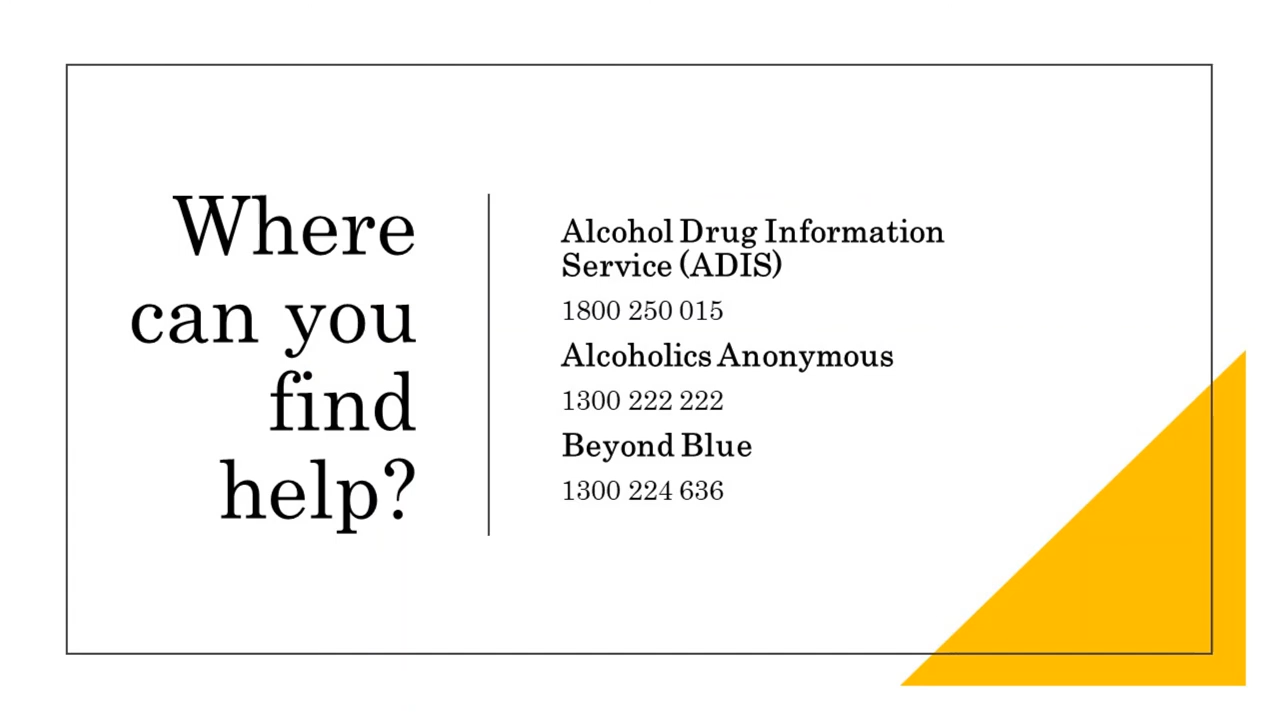 Where
can you
find
help?
Alcohol Drug Information
Service (ADIS)
1800 250 015
Alcoholics Anonymous
1300 222 222
Beyond Blue
1300 224 636